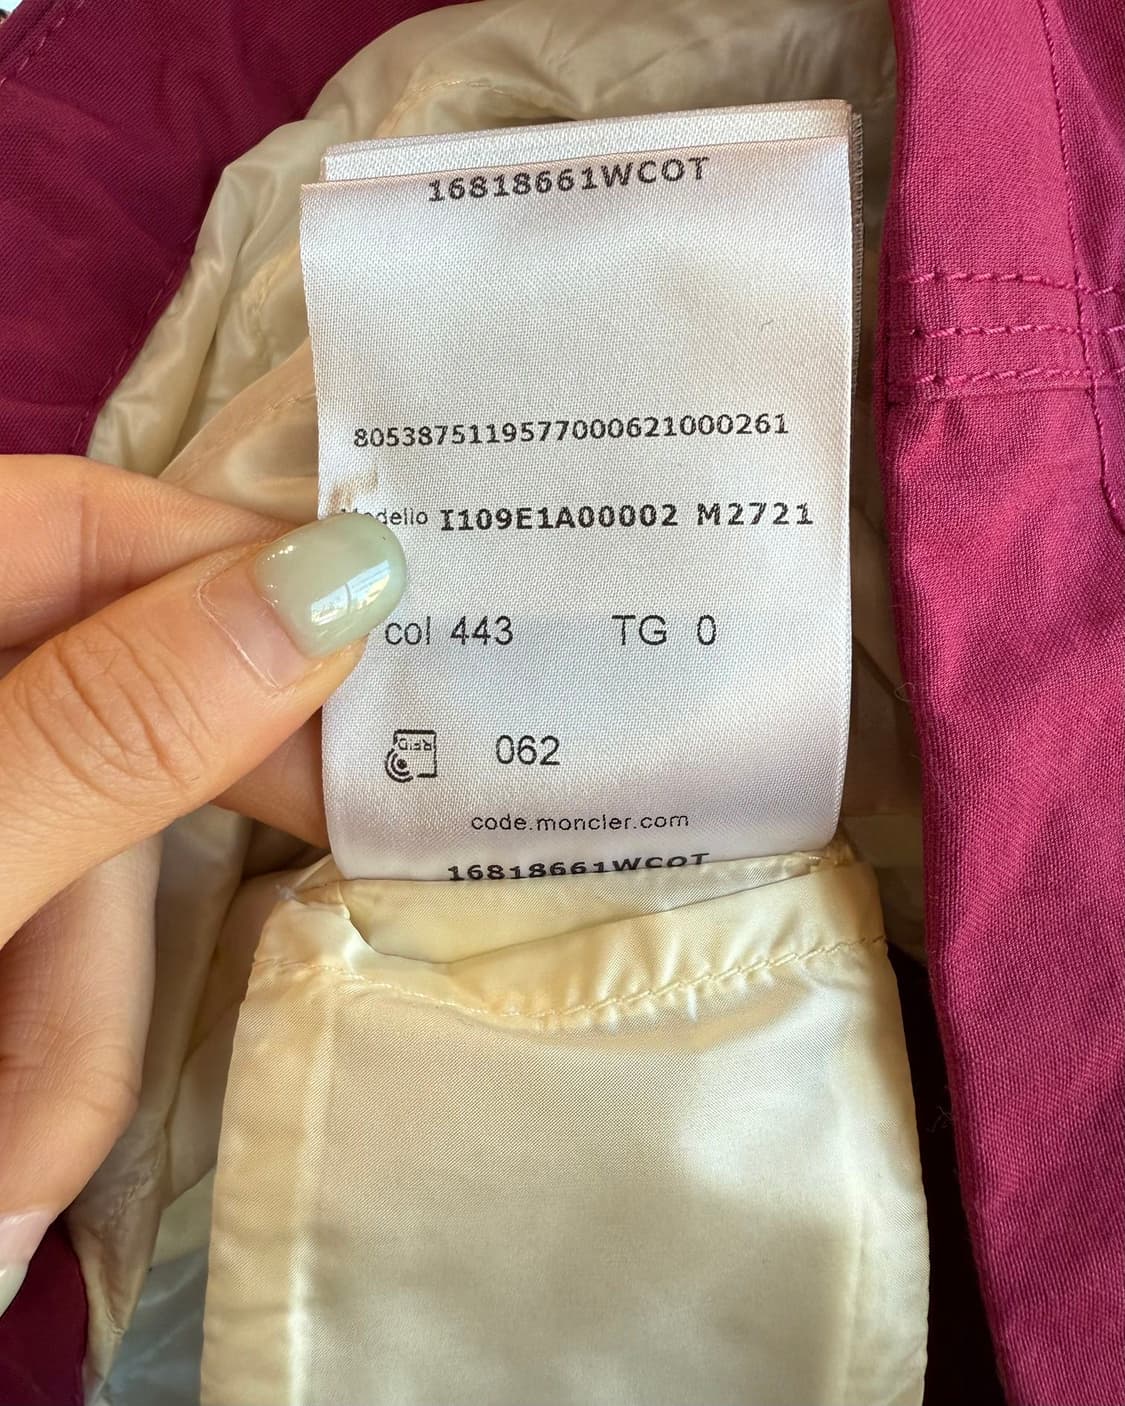 16818661WCOT
8053875119577000621000261
Modello I109E1A00002 M2721
col 443 TG 0
RFID
062
code.moncler.com
16818661WCOT